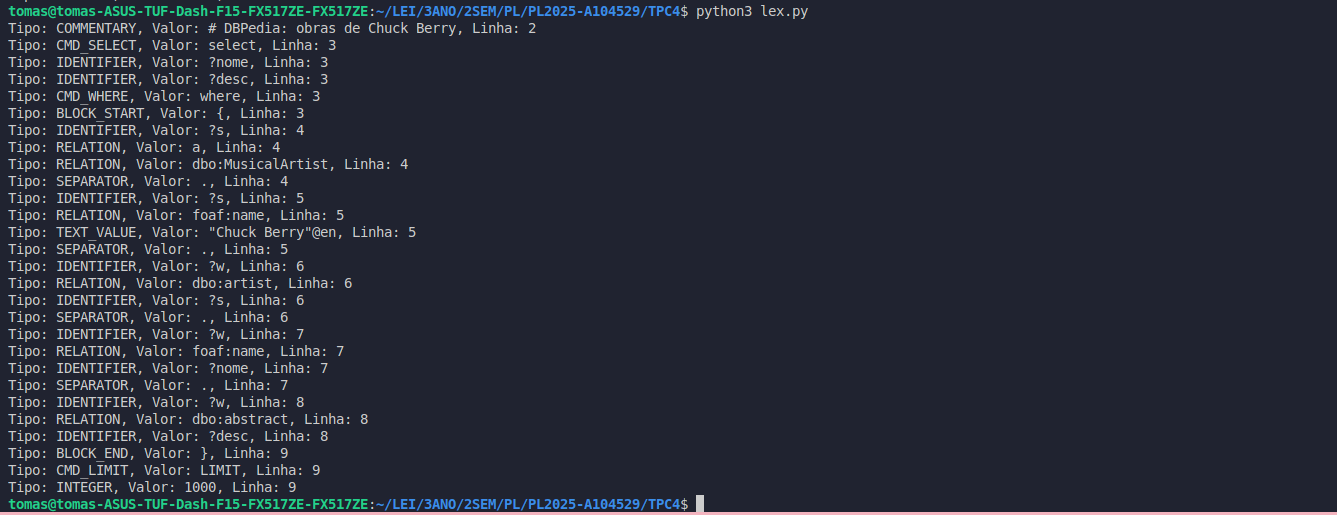 tomas@tomas-ASUS-TUF-Dash-F15-FX517ZE-FX517ZE:~/LEI/3ANO/2SEM/PL/PL2025-A104529/TPC4$ python3 lex.py
Tipo: COMMENTARY, Valor: # DBPedia: obras de Chuck Berry, Linha: 2
Tipo: CMD_SELECT, Valor: select, Linha: 3
Tipo: IDENTIFIER, Valor: ?nome, Linha: 3
Tipo: IDENTIFIER, Valor: ?desc, Linha: 3
Tipo: CMD_WHERE, Valor: where, Linha: 3
Tipo: BLOCK_START, Valor: {, Linha: 3
Tipo: IDENTIFIER, Valor: ?s, Linha: 4
Tipo: RELATION, Valor: a, Linha: 4
Tipo: RELATION, Valor: dbo:MusicalArtist, Linha: 4
Tipo: SEPARATOR, Valor: ., Linha: 4
Tipo: IDENTIFIER, Valor: ?s, Linha: 5
Tipo: RELATION, Valor: foaf:name, Linha: 5
Tipo: TEXT_VALUE, Valor: "Chuck Berry"@en, Linha: 5
Tipo: SEPARATOR, Valor: ., Linha: 5
Tipo: IDENTIFIER, Valor: ?w, Linha: 6
Tipo: RELATION, Valor: dbo:artist, Linha: 6
Tipo: IDENTIFIER, Valor: ?s, Linha: 6
Tipo: SEPARATOR, Valor: ., Linha: 6
Tipo: IDENTIFIER, Valor: ?w, Linha: 7
Tipo: RELATION, Valor: foaf:name, Linha: 7
Tipo: IDENTIFIER, Valor: ?nome, Linha: 7
Tipo: SEPARATOR, Valor: ., Linha: 7
Tipo: IDENTIFIER, Valor: ?w, Linha: 8
Tipo: RELATION, Valor: dbo:abstract, Linha: 8
Tipo: IDENTIFIER, Valor: ?desc, Linha: 8
Tipo: BLOCK_END, Valor: }, Linha: 9
Tipo: CMD_LIMIT, Valor: LIMIT, Linha: 9
Tipo: INTEGER, Valor: 1000, Linha: 9
tomas@tomas-ASUS-TUF-Dash-F15-FX517ZE-FX517ZE:~/LEI/3ANO/2SEM/PL/PL2025-A104529/TPC4$